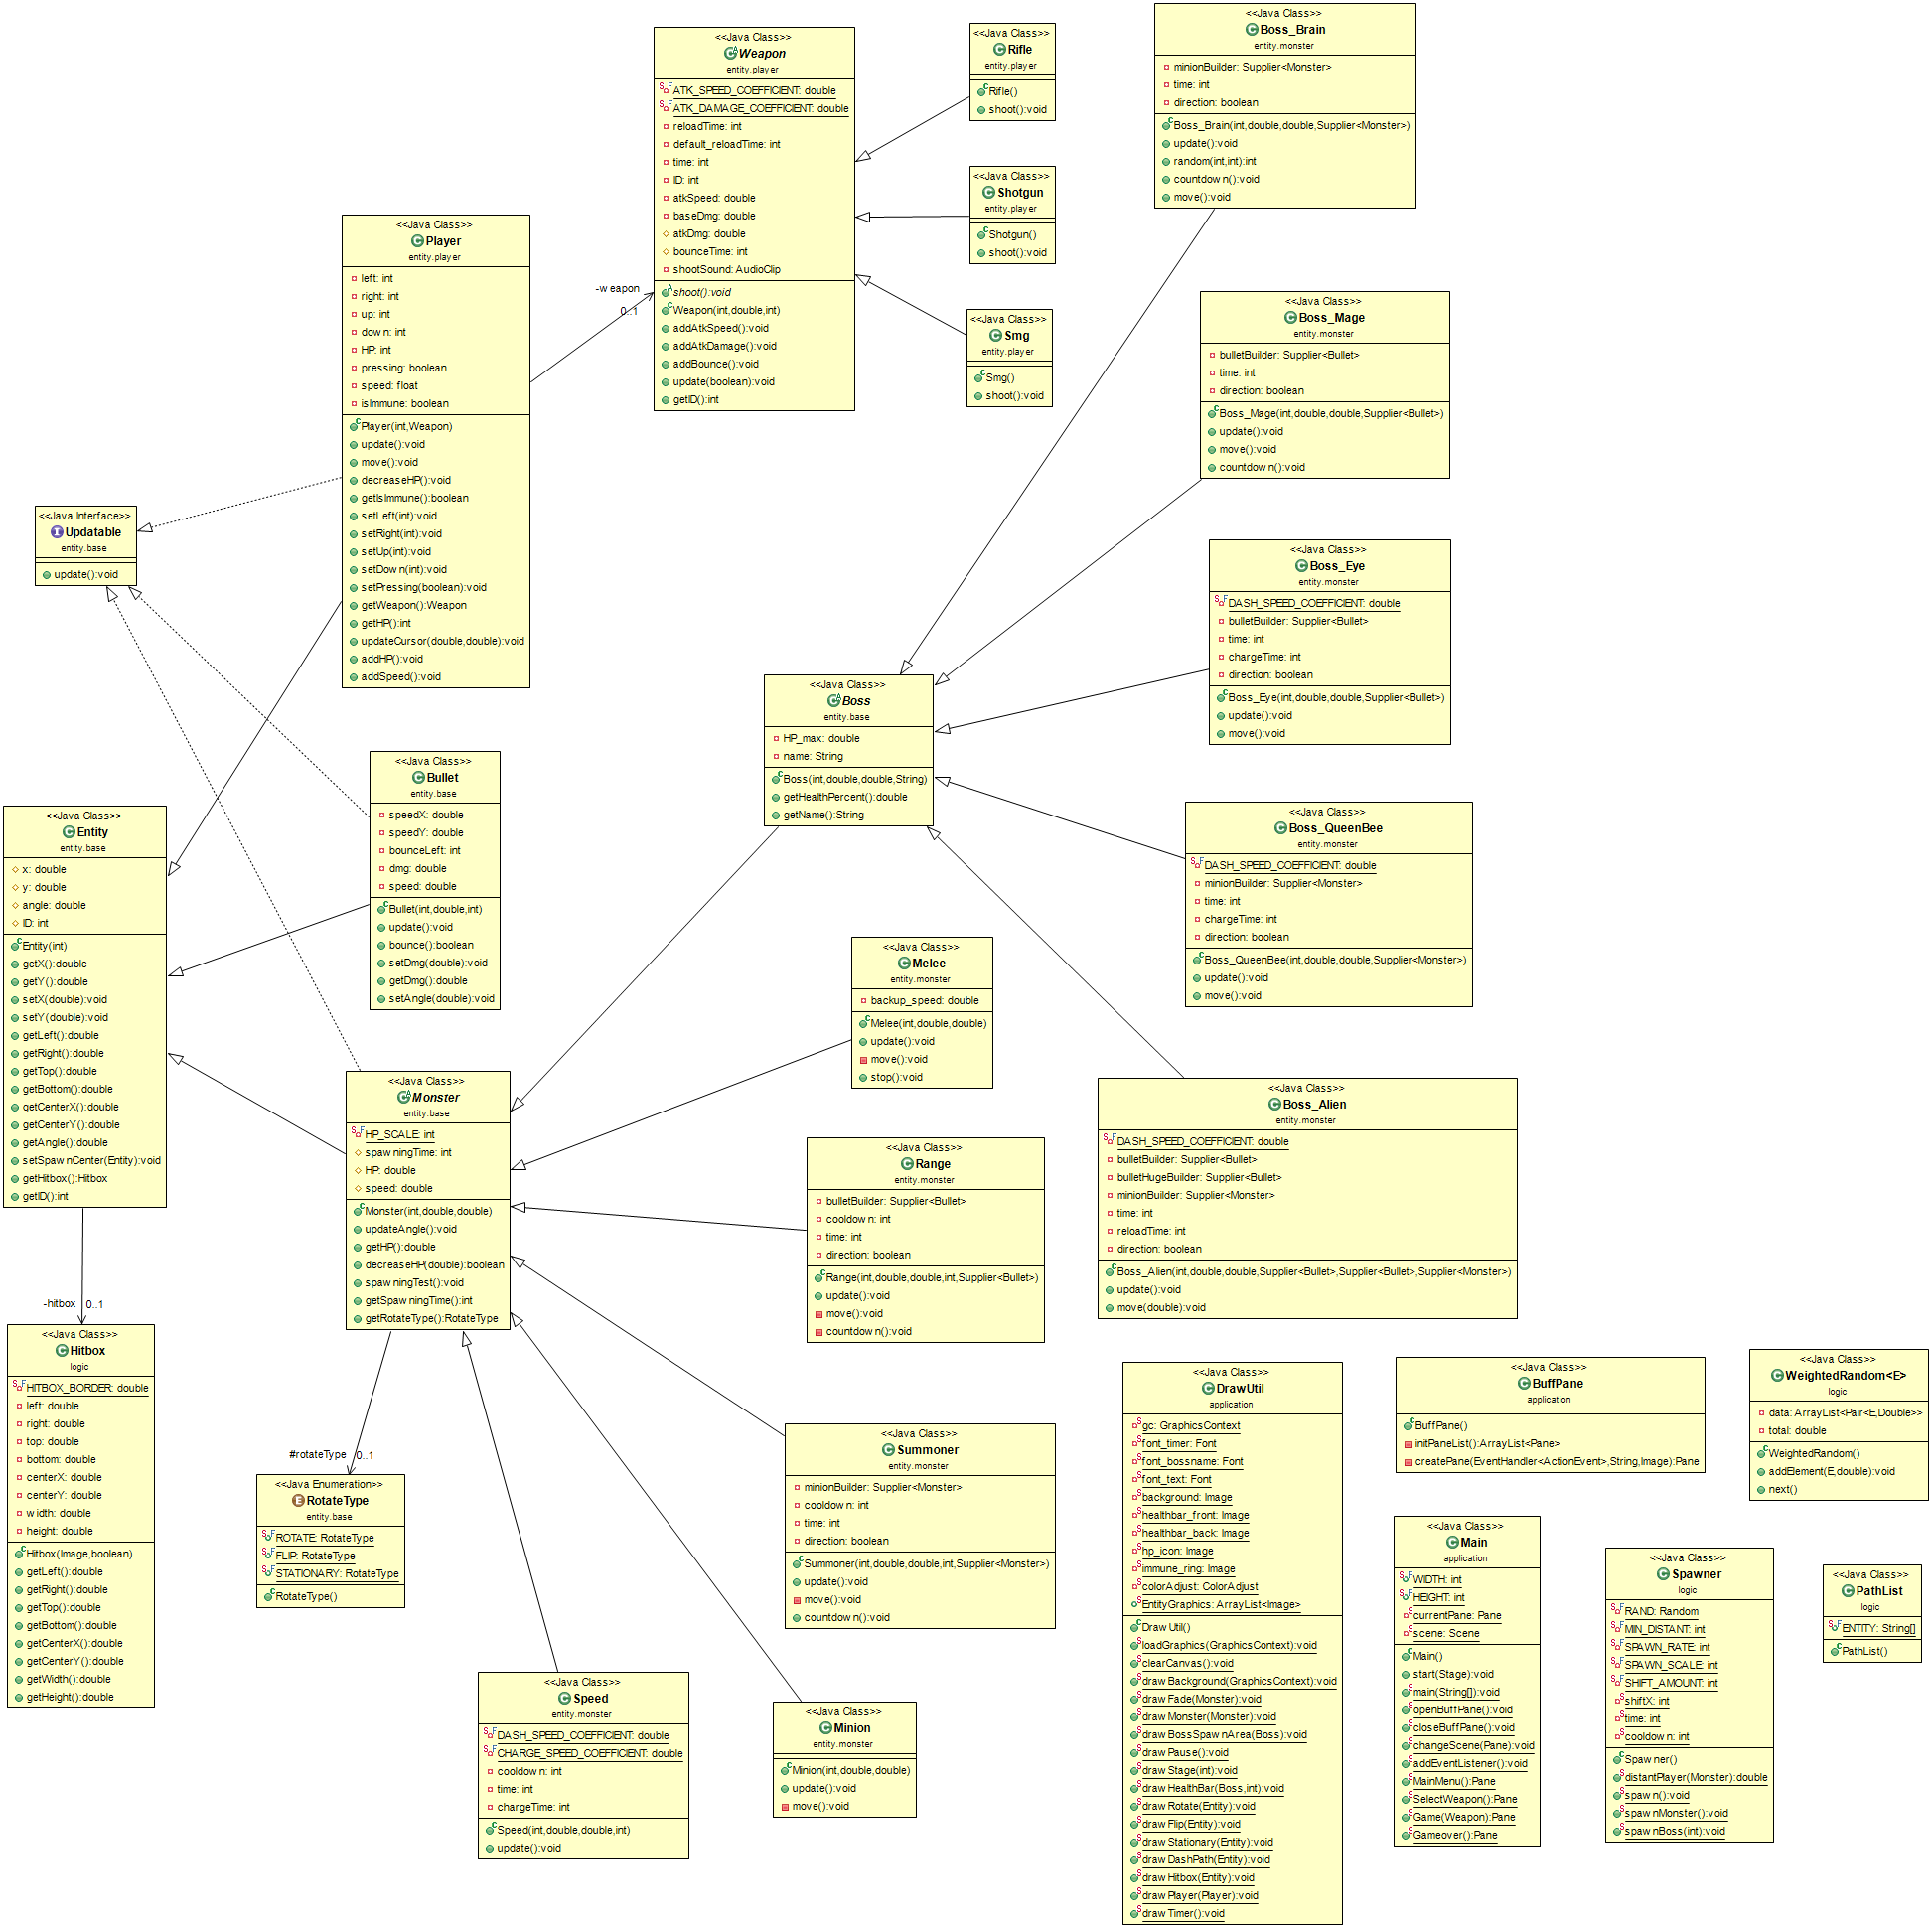 <<Java Class>>
Weapon
entity.player
ATK_SPEED_COEFFICIENT: double
ATK_DAMAGE_COEFFICIENT: double
reloadTime: int
default_reloadTime: int
time: int
ID: int
atkSpeed: double
baseDmg: double
atkDmg: double
bounceTime: int
shootSound: AudioClip
shoot():void
Weapon(int,double,int)
addAtkSpeed():void
addAtkDamage():void
addBounce():void
update(boolean):void
getID():int
<<Java Class>>
Rifle
entity.player
Rifle()
shoot():void
<<Java Class>>
Shotgun
entity.player
Shotgun()
shoot():void
<<Java Class>>
Smg
entity.player
Smg()
shoot():void
<<Java Class>>
Boss_Brain
entity.monster
minionBuilder: Supplier<Monster>
time: int
direction: boolean
Boss_Brain(int,double,double,Supplier<Monster>)
update():void
random(int,int):int
countdown():void
move():void
<<Java Class>>
Boss_Mage
entity.monster
bulletBuilder: Supplier<Bullet>
time: int
direction: boolean
Boss_Mage(int,double,double,Supplier<Bullet>)
update():void
move():void
countdown():void
<<Java Class>>
Player
entity.player
left: int
right: int
up: int
down: int
HP: int
pressing: boolean
speed: float
isImmune: boolean
Player(int,Weapon)
update():void
move():void
decreaseHP():void
getIsImmune():boolean
setLeft(int):void
setRight(int):void
setUp(int):void
setDown(int):void
setPressing(boolean):void
getWeapon():Weapon
getHP():int
updateCursor(double,double):void
addHP():void
addSpeed():void
-weapon
0..1
<<Java Interface>>
Updatable
entity.base
update():void
<<Java Class>>
Boss_Eye
entity.monster
DASH_SPEED_COEFFICIENT: double
bulletBuilder: Supplier<Bullet>
time: int
chargeTime: int
direction: boolean
Boss_Eye(int,double,double,Supplier<Bullet>)
update():void
move():void
<<Java Class>>
Boss
entity.base
HP_max: double
name: String
Boss(int,double,double,String)
getHealthPercent():double
getName():String
<<Java Class>>
Bullet
entity.base
speedX: double
speedY: double
bounceLeft: int
dmg: double
speed: double
Bullet(int,double,int)
update():void
bounce():boolean
setDmg(double):void
getDmg():double
setAngle(double):void
<<Java Class>>
Entity
entity.base
x: double
y: double
angle: double
ID: int
Entity(int)
getX():double
getY():double
setX(double):void
setY(double):void
getLeft():double
getRight():double
getTop():double
getBottom():double
getCenterX():double
getCenterY():double
getAngle():double
setSpawnCenter(Entity):void
getHitbox():Hitbox
getID():int
<<Java Class>>
Boss_QueenBee
entity.monster
DASH_SPEED_COEFFICIENT: double
minionBuilder: Supplier<Monster>
time: int
chargeTime: int
direction: boolean
Boss_QueenBee(int,double,double,Supplier<Monster>)
update():void
move():void
<<Java Class>>
Melee
entity.monster
backup_speed: double
Melee(int,double,double)
update():void
move():void
stop():void
<<Java Class>>
Monster
entity.base
HP_SCALE: int
spawningTime: int
HP: double
speed: double
Monster(int,double,double)
updateAngle():void
getHP():double
decreaseHP(double):boolean
spawningTest():void
getSpawningTime():int
getRotateType():RotateType
<<Java Class>>
Boss_Alien
entity.monster
DASH_SPEED_COEFFICIENT: double
bulletBuilder: Supplier<Bullet>
bulletHugeBuilder: Supplier<Bullet>
minionBuilder: Supplier<Monster>
time: int
reloadTime: int
direction: boolean
Boss_Alien(int,double,double,Supplier<Bullet>,Supplier<Bullet>,Supplier<Monster>)
update():void
move(double):void
<<Java Class>>
Range
entity.monster
bulletBuilder: Supplier<Bullet>
cooldown: int
time: int
direction: boolean
Range(int,double,double,int,Supplier<Bullet>)
update():void
move():void
countdown():void
-hitbox
0..1
<<Java Class>>
Hitbox
logic
HITBOX_BORDER: double
left: double
right: double
top: double
bottom: double
centerX: double
centerY: double
width: double
height: double
Hitbox(Image,boolean)
getLeft():double
getRight():double
getTop():double
getBottom():double
getCenterX():double
getCenterY():double
getWidth():double
getHeight():double
#rotateType
0..1
<<Java Enumeration>>
RotateType
entity.base
ROTATE: RotateType
FLIP: RotateType
STATIONARY: RotateType
RotateType()
<<Java Class>>
Summoner
entity.monster
minionBuilder: Supplier<Monster>
cooldown: int
time: int
direction: boolean
Summoner(int,double,double,int,Supplier<Monster>)
update():void
move():void
countdown():void
<<Java Class>>
Speed
entity.monster
DASH_SPEED_COEFFICIENT: double
CHARGE_SPEED_COEFFICIENT: double
cooldown: int
time: int
chargeTime: int
Speed(int,double,double,int)
update():void
<<Java Class>>
Minion
entity.monster
Minion(int,double,double)
update():void
move():void
<<Java Class>>
DrawUtil
application
gc: GraphicsContext
font_timer: Font
font_bossname: Font
font_text: Font
background: Image
healthbar_front: Image
healthbar_back: Image
hp_icon: Image
immune_ring: Image
colorAdjust: ColorAdjust
EntityGraphics: ArrayList<Image>
DrawUtil()
loadGraphics(GraphicsContext):void
clearCanvas():void
drawBackground(GraphicsContext):void
drawFade(Monster):void
drawMonster(Monster):void
drawBossSpawnArea(Boss):void
drawPause():void
drawStage(int):void
drawHealthBar(Boss,int):void
drawRotate(Entity):void
drawFlip(Entity):void
drawStationary(Entity):void
drawDashPath(Entity):void
drawHitbox(Entity):void
drawPlayer(Player):void
drawTimer():void
<<Java Class>>
BuffPane
application
BuffPane()
initPaneList():ArrayList<Pane>
createPane(EventHandler<ActionEvent>,String,Image):Pane
<<Java Class>>
WeightedRandom<E>
logic
data: ArrayList<Pair<E,Double>>
total: double
WeightedRandom()
addElement(E,double):void
next()
<<Java Class>>
Main
application
WIDTH: int
HEIGHT: int
currentPane: Pane
scene: Scene
Main()
start(Stage):void
main(String[]):void
openBuffPane():void
closeBuffPane():void
changeScene(Pane):void
addEventListener():void
MainMenu():Pane
SelectWeapon():Pane
Game(Weapon):Pane
Gameover():Pane
<<Java Class>>
Spawner
logic
RAND: Random
MIN_DISTANT: int
SPAWN_RATE: int
SPAWN_SCALE: int
SHIFT_AMOUNT: int
shiftX: int
time: int
cooldown: int
Spawner()
distantPlayer(Monster):double
spawn():void
spawnMonster():void
spawnBoss(int):void
<<Java Class>>
PathList
logic
ENTITY: String[]
PathList()